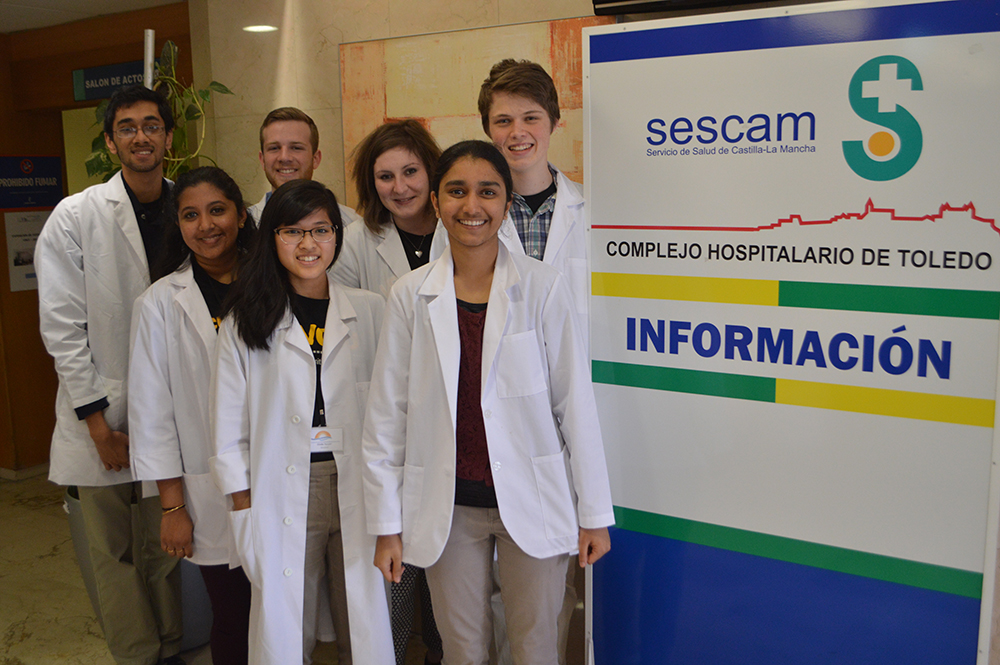 SALON DE ACTOS
PROHIBIDO FUMAR
sescam
Servicio de Salud de Castilla-La Mancha
COMPLEJO HOSPITALARIO DE TOLEDO
INFORMACIÓN